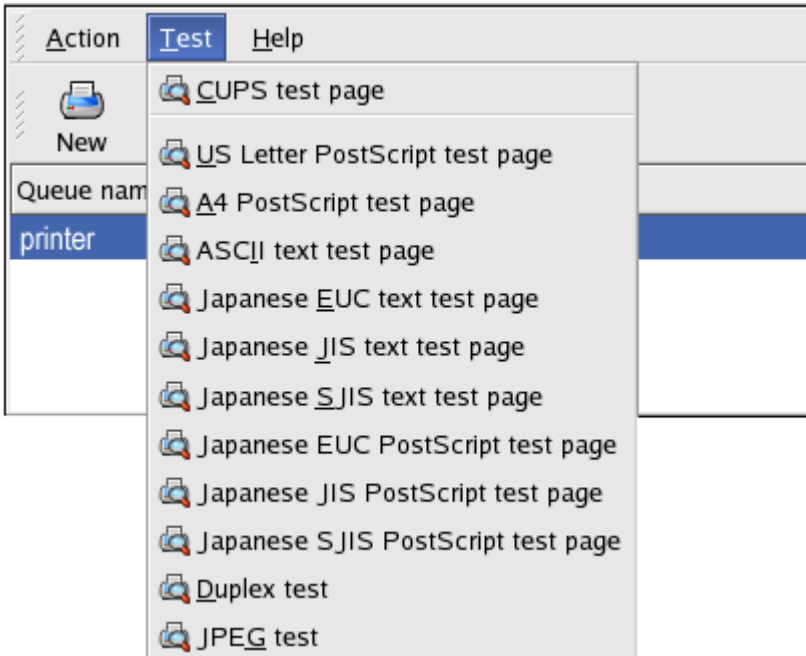 Action Test Help
CUPS test page
New
US Letter PostScript test page
Queue nam
A4 PostScript test page
printer
ASCII text test page
Japanese EUC text test page
Japanese JIS text test page
Japanese SJIS text test page
Japanese EUC PostScript test page
Japanese JIS PostScript test page
Japanese SJIS PostScript test page
Duplex test
JPEG test